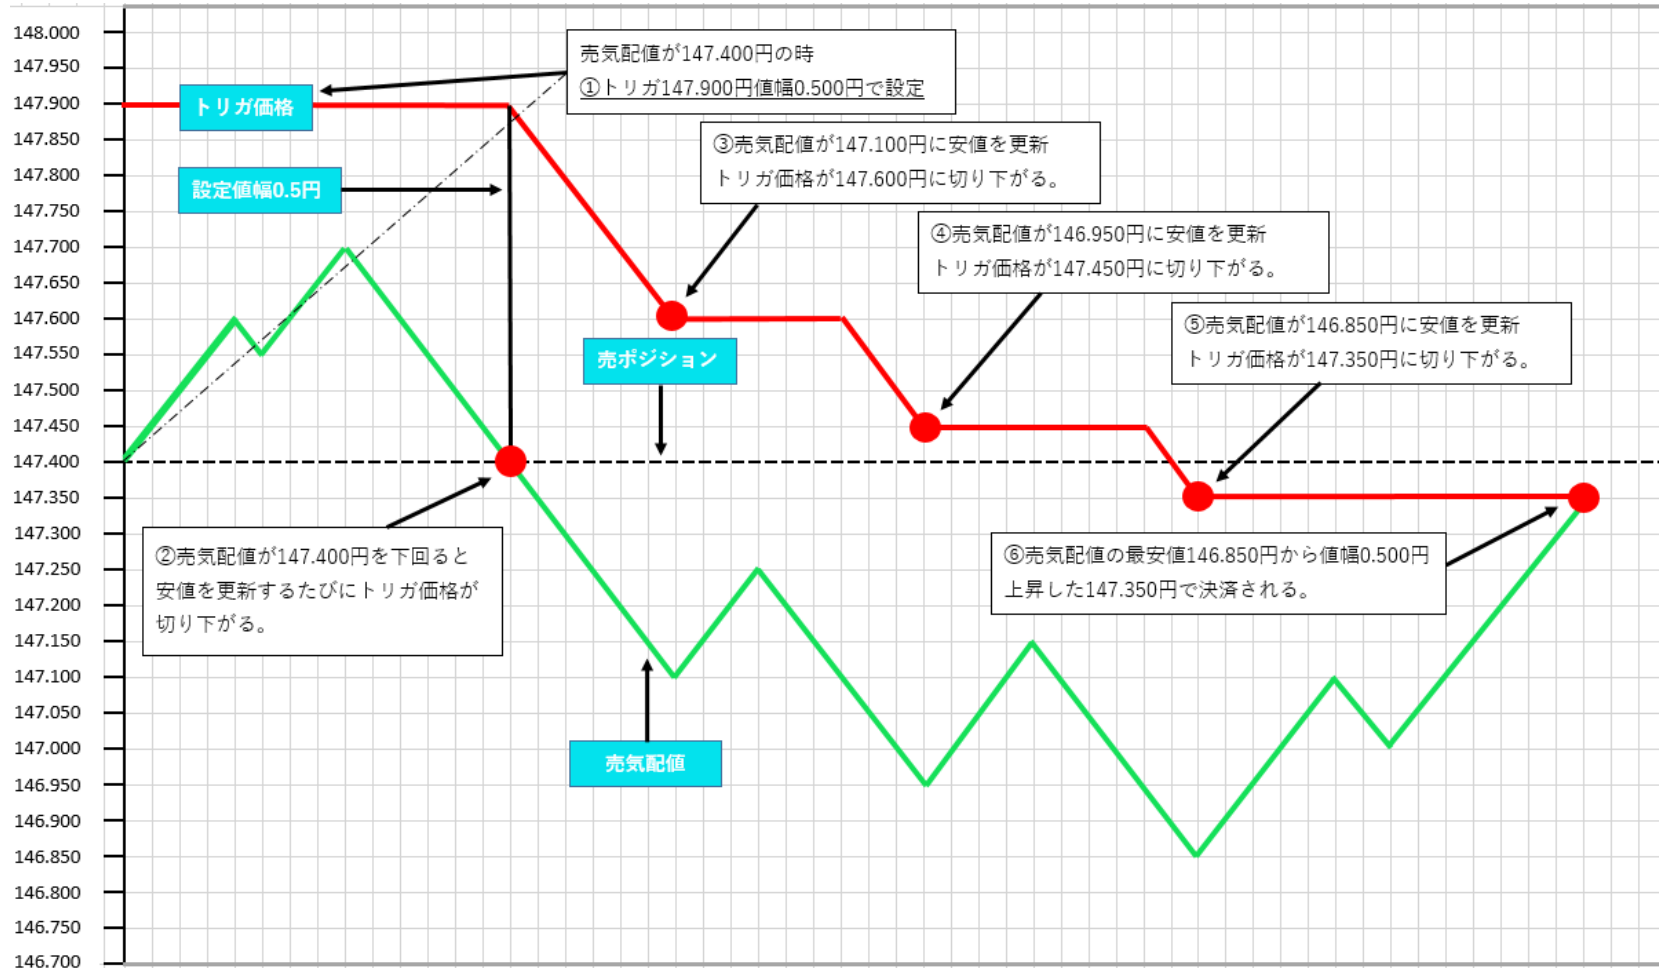 148.000
147.950
147.900
147.850
147.800
147.750
147.700
147.650
147.600
147.550
147.500
147.450
147.400
147.350
147.300
147.250
147.200
147.150
147.100
147.050
147.000
146.950
146.900
146.850
146.800
146.750
146.700
売気配値が147.400円の時
①トリガ147.900円値幅0.500円で設定
トリガ価格
設定値幅0.5円
③売気配値が147.100円に安値を更新
トリガ価格が147.600円に切り下がる。
④売気配値が146.950円に安値を更新
トリガ価格が147.450円に切り下がる。
⑤売気配値が146.850円に安値を更新
トリガ価格が147.350円に切り下がる。
売ポジション
②売気配値が147.400円を下回ると
安値を更新するたびにトリガ価格が
切り下がる。
⑥売気配値の最安値146.850円から値幅0.500円
上昇した147.350円で決済される。
売気配値